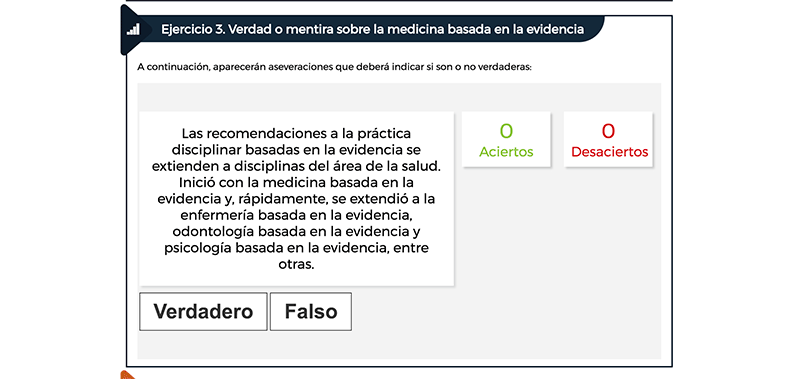 Ejercicio 3. Verdad o mentira sobre la medicina basada en la evidencia
A continuación, aparecerán aseveraciones que deberá indicar si son o no verdaderas:
Las recomendaciones a la práctica
disciplinar basadas en la evidencia se
extienden a disciplinas del área de la salud.
Inició con la medicina basada en la
evidencia y, rápidamente, se extendió a la
enfermería basada en la evidencia,
odontología basada en la evidencia y
psicología basada en la evidencia, entre
otras.
0
Aciertos
0
Desaciertos
Verdadero
Falso